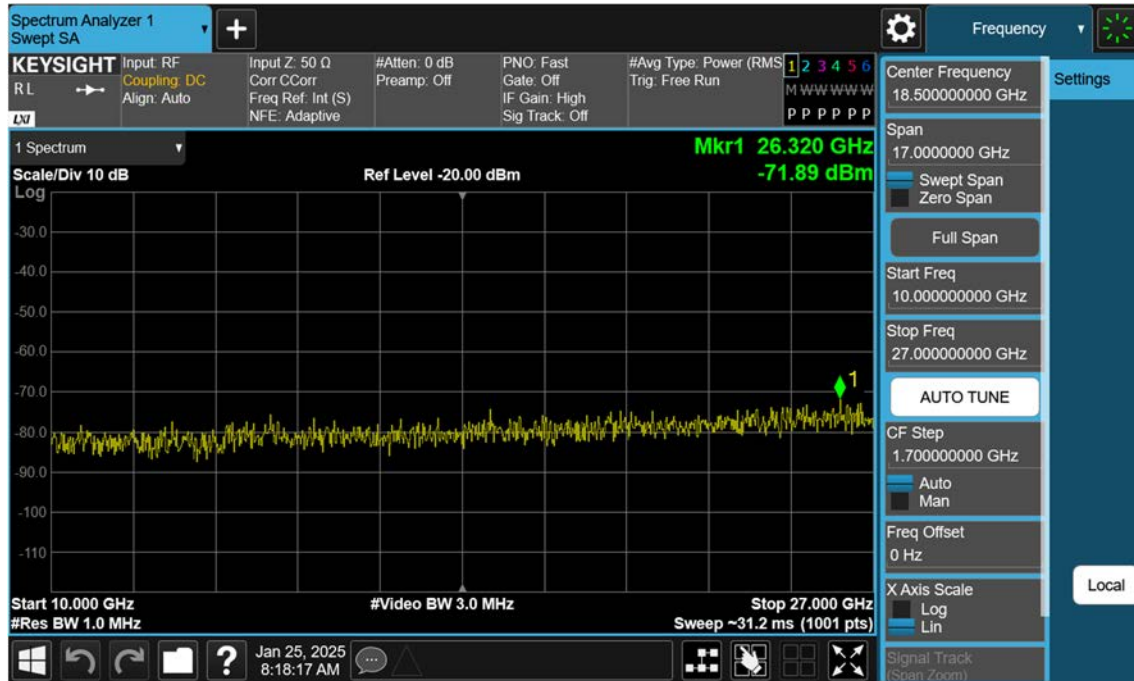 Spectrum Analyzer 1
Swept SA
Frequency
KEYSIGHT
RL
LXI
Input: RF
Coupling: DC
Align: Auto
Input Z: 50 Ω
Corr CCorr
Freq Ref: Int (S)
NFE: Adaptive
#Atten: 0 dB
Preamp: Off
PNO: Fast
Gate: Off
IF Gain: High
Sig Track: Off
#Avg Type: Power (RMS
Trig: Free Run
1 2 3 4 5 6
M W W W W W
P P P P P P
1 Spectrum
Mkr1 26.320 GHz
-71.89 dBm
Scale/Div 10 dB
Ref Level -20.00 dBm
Log
-30.0
-40.0
-50.0
-60.0
-70.0
-80.0
-90.0
-100
-110
1
Start 10.000 GHz
#Video BW 3.0 MHz
Stop 27.000 GHz
#Res BW 1.0 MHz
Sweep ~31.2 ms (1001 pts)
Center Frequency
18.500000000 GHz
Settings
Span
17.0000000 GHz
Swept Span
Zero Span
Full Span
Start Freq
10.000000000 GHz
Stop Freq
27.000000000 GHz
AUTO TUNE
CF Step
1.700000000 GHz
Auto
Man
Freq Offset
0 Hz
X Axis Scale
Log
Lin
Local
Signal Track
(Span Zoom)
?
Jan 25, 2025
8:18:17 AM